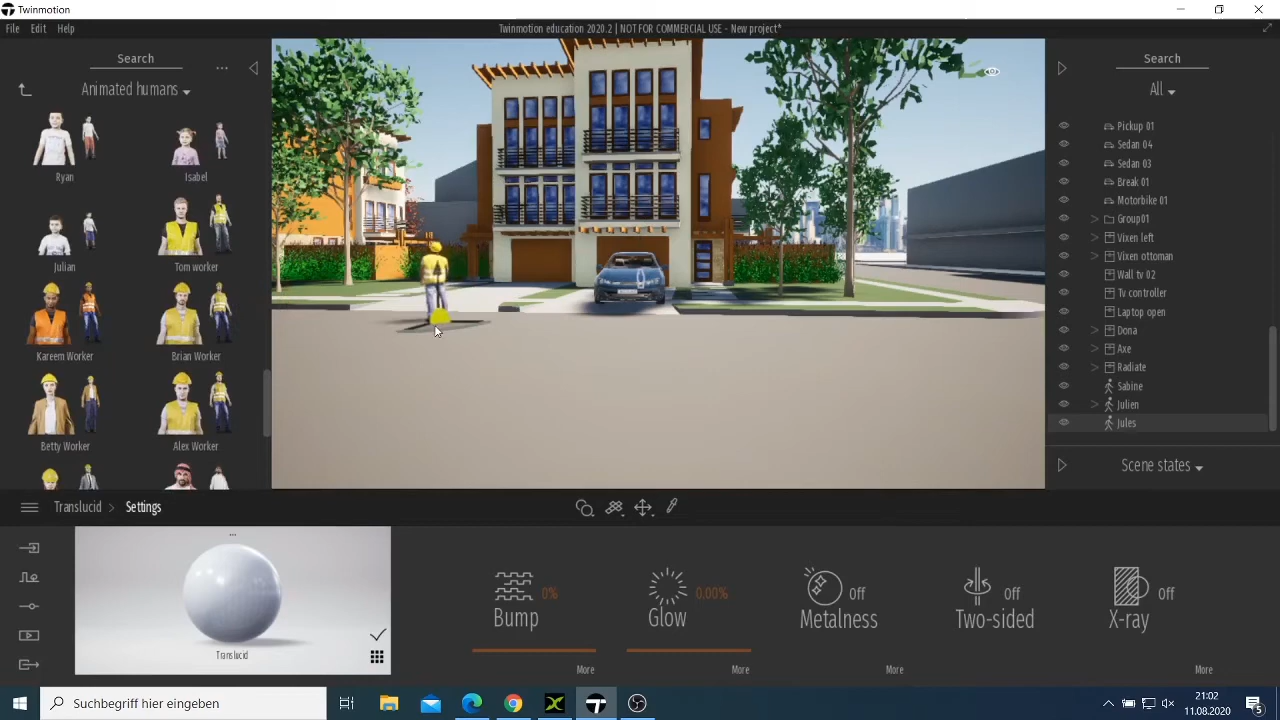 Twinmotion
File Edit Help
Twinmotion education 2020.2 | NOT FOR COMMERCIAL USE - New project*
Search
...
Animated humans
Ryan
Isabel
Julian
Tom worker
Kareem Worker
Brian Worker
Betty Worker
Alex Worker
Search
All
Pickup 01
Sedan 04
Sedan 03
Break 01
Motorbike 01
Group01
Vixen left
Vixen ottoman
Wall tv 02
Tv controller
Laptop open
Dona
Axe
Radiate
Sabine
Julien
Jules
Scene states
Translucid > Settings
...
Translucid
Bump 0%
More
Glow 0.00%
More
Metalness Off
More
Two-sided Off
X-ray Off
More
Suchbegriff hier eingeben
21:02
11.08.2020
5